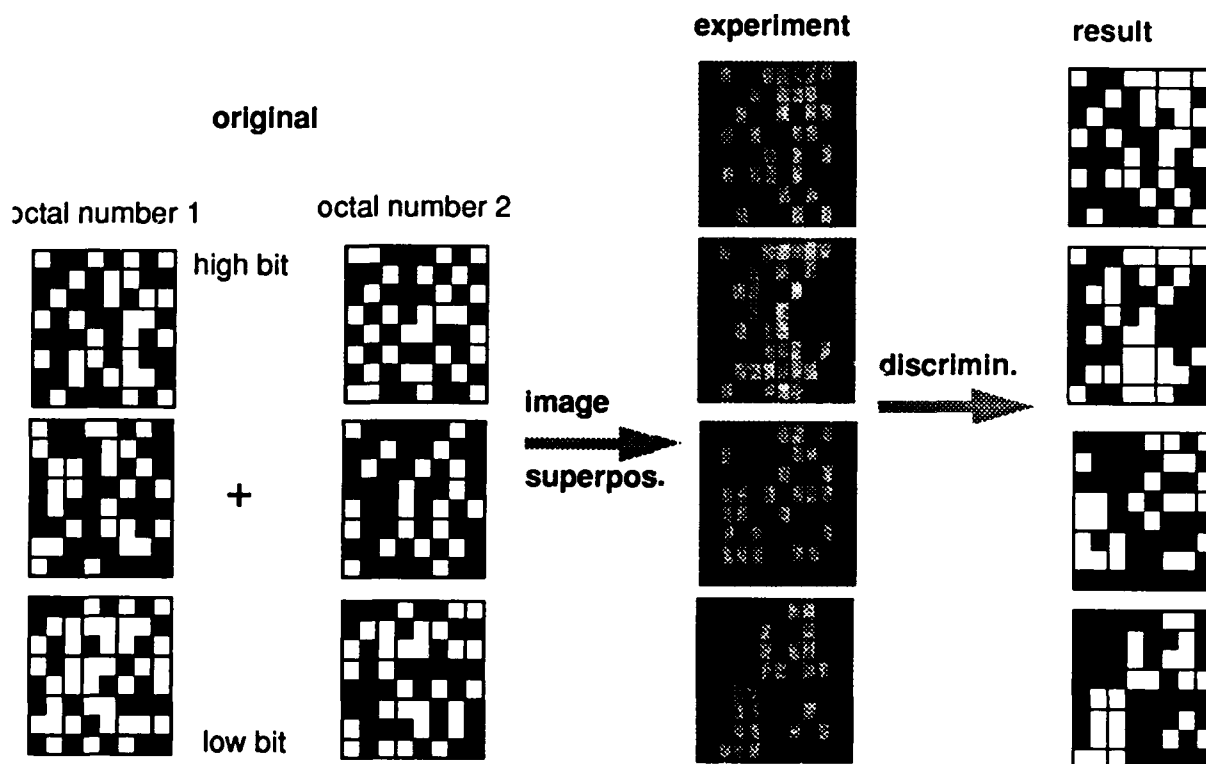 experiment
result
original
octal number 1
octal number 2
high bit
discrimin.
image
+
superpos.
low bit